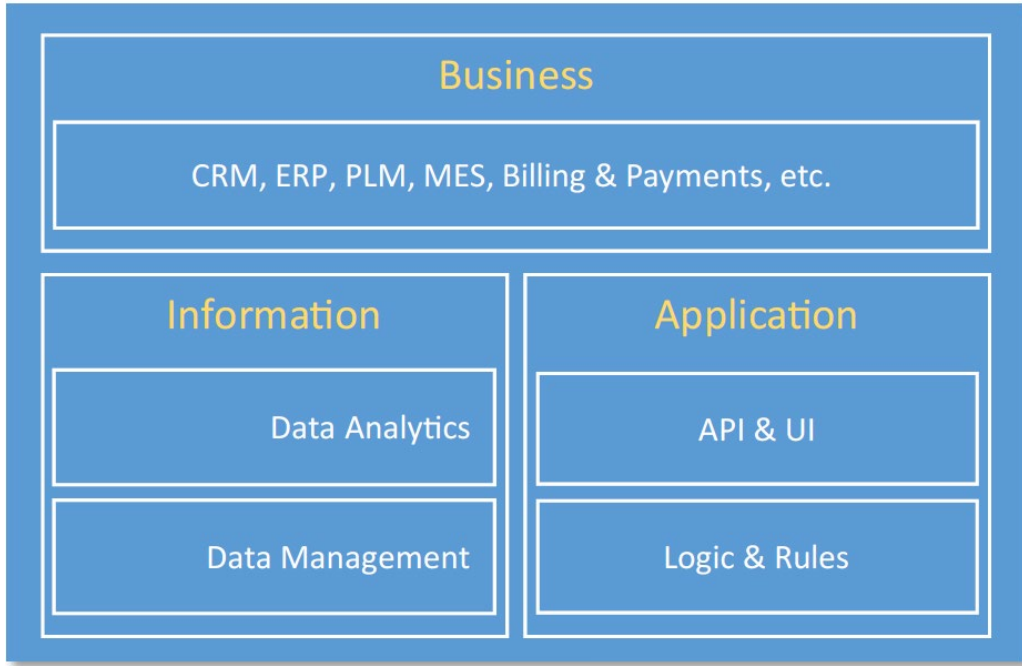 Business
CRM, ERP, PLM, MES, Billing & Payments, etc.
Information
Data Analytics
Data Management
Application
API & UI
Logic & Rules